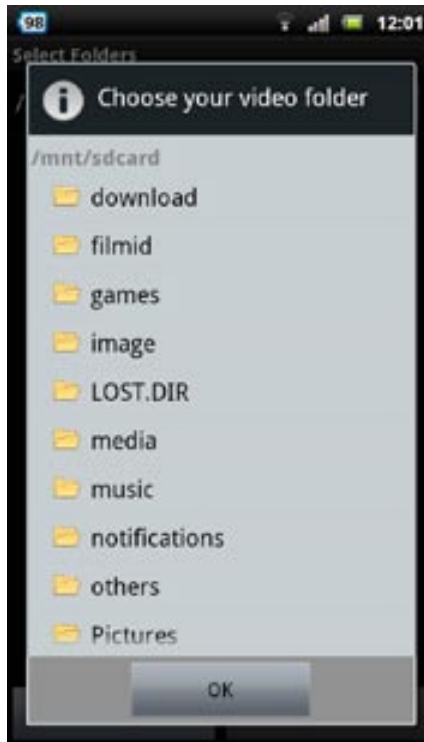 98
12:01
Select Folders
/
Choose your video folder
/mnt/sdcard
download
filmid
games
image
LOST.DIR
media
music
notifications
others
Pictures
OK